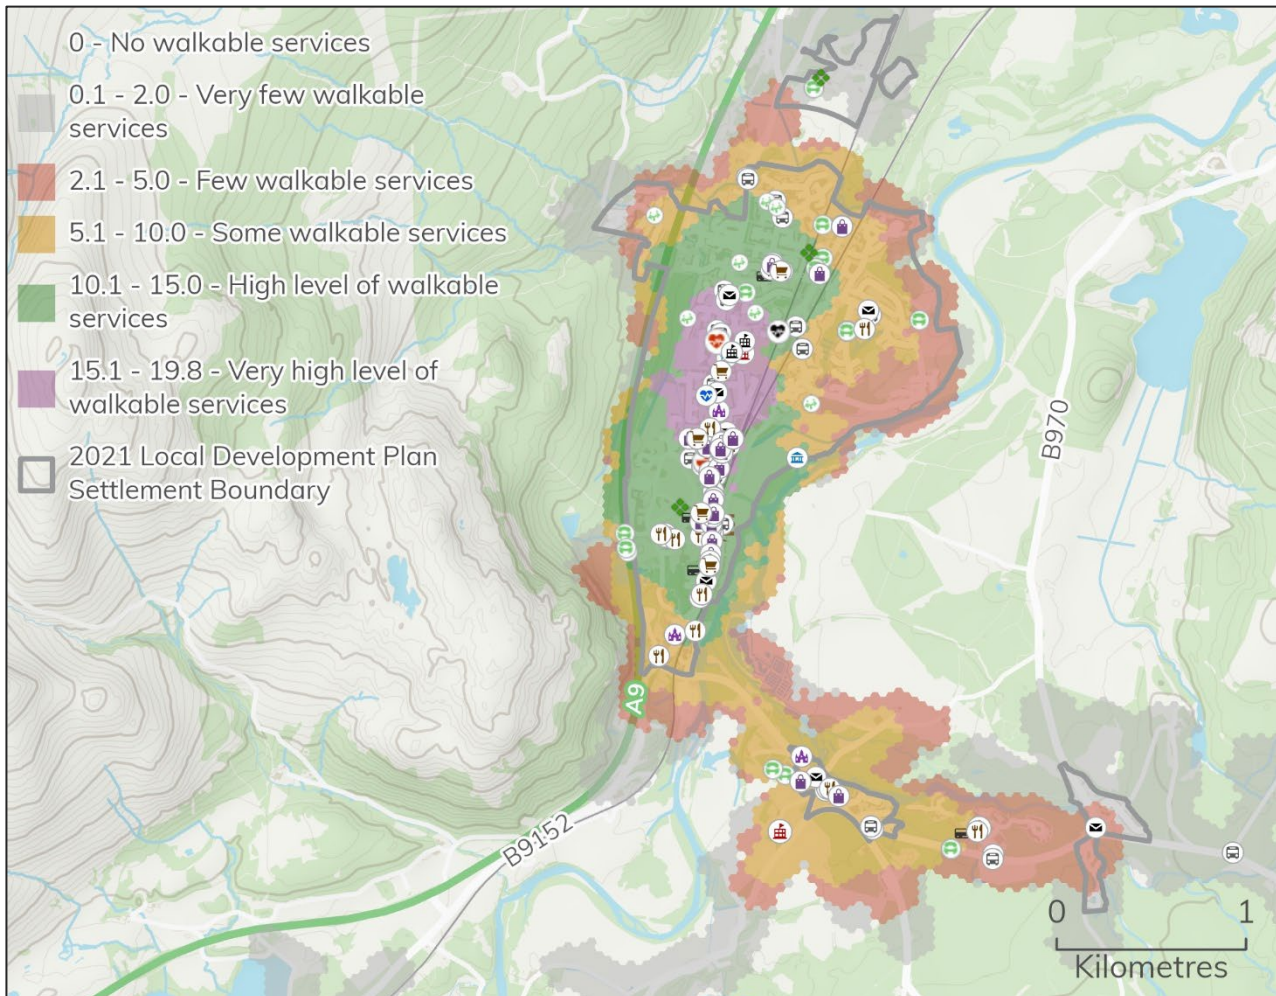 0 - No walkable services
0.1 - 2.0 - Very few walkable
services
2.1 - 5.0 - Few walkable services
5.1 - 10.0 - Some walkable services
10.1 - 15.0 - High level of walkable
services
15.1 - 19.8 - Very high level of
walkable services
2021 Local Development Plan
Settlement Boundary
B970
A9
B9152
0 1
Kilometres